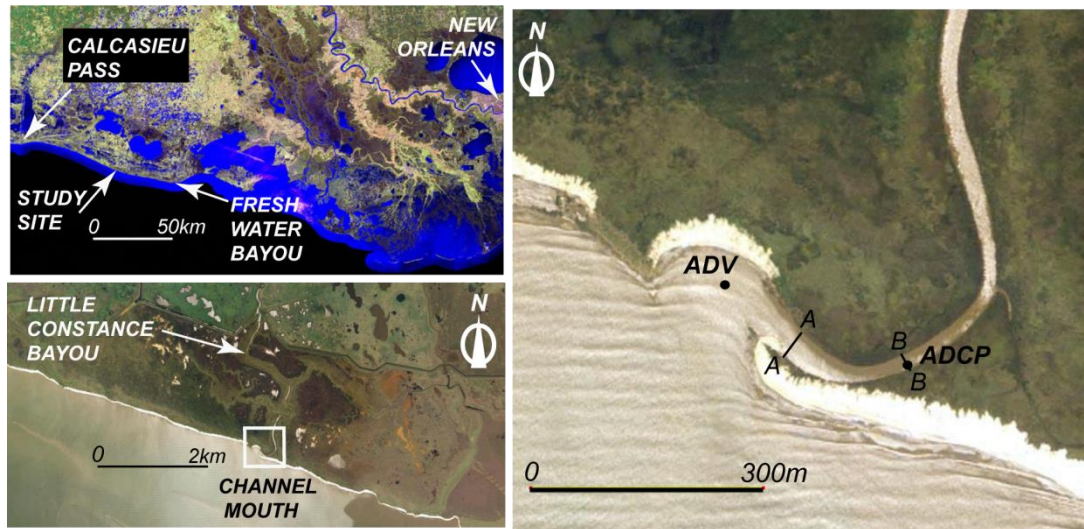 CALCASIEU
PASS
NEW
ORLEANS
STUDY
SITE
0 50km
FRESH
WATER
BAYOU
LITTLE
CONSTANCE
BAYOU
N
0 2km
CHANNEL
MOUTH
N
ADV
A
A
B
ADCP
B
0 300m